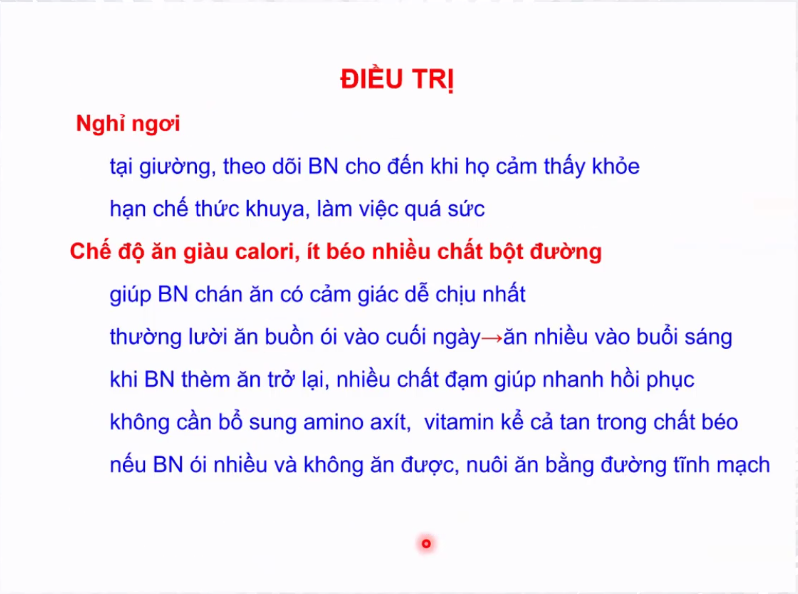 ĐIỀU TRỊ
Nghỉ ngơi
tại giường, theo dõi BN cho đến khi họ cảm thấy khỏe
hạn chế thức khuya, làm việc quá sức
Chế độ ăn giàu calori, ít béo nhiều chất bột đường
giúp BN chán ăn có cảm giác dễ chịu nhất
thường lười ăn buồn ói vào cuối ngày→ăn nhiều vào buổi sáng
khi BN thèm ăn trở lại, nhiều chất đạm giúp nhanh hồi phục
không cần bổ sung amino axít, vitamin kể cả tan trong chất béo
nếu BN ói nhiều và không ăn được, nuôi ăn bằng đường tĩnh mạch